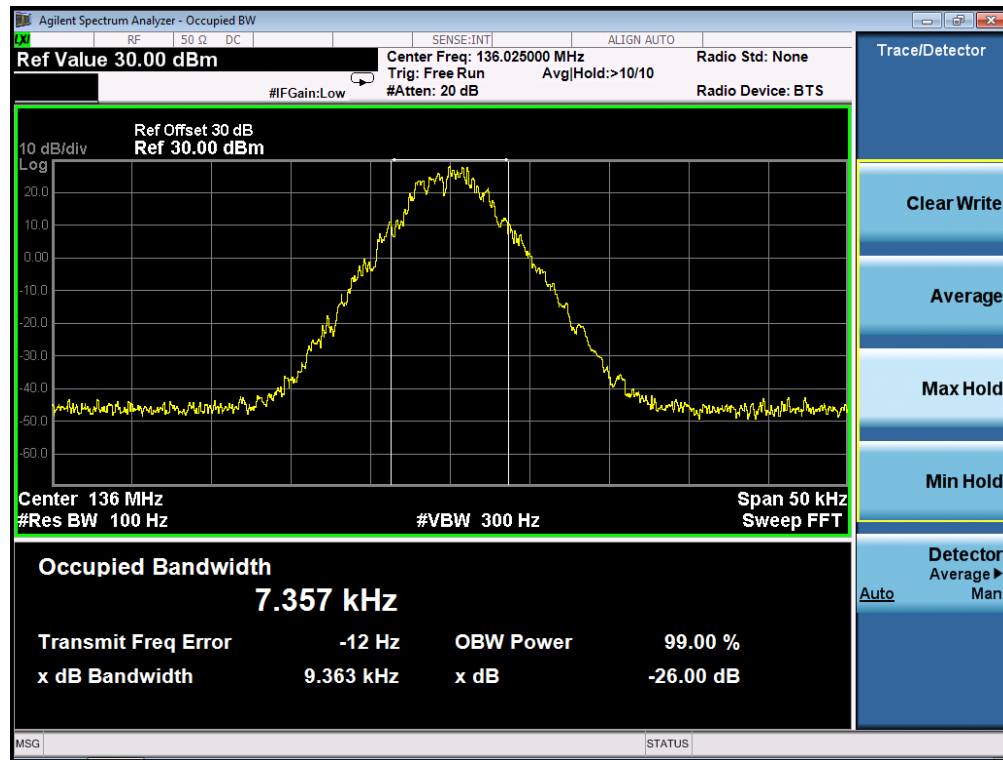 Agilent Spectrum Analyzer - Occupied BW
LXI RF 50 Ω DC SENSE:INT ALIGN AUTO
Ref Value 30.00 dBm
Center Freq: 136.025000 MHz
Radio Std: None
Trig: Free Run Avg|Hold:>10/10
#IFGain:Low #Atten: 20 dB
Radio Device: BTS
Ref Offset 30 dB
10 dB/div Ref 30.00 dBm
Log
20.0
10.0
0.00
-10.0
-20.0
-30.0
-40.0
-50.0
-60.0
Center 136 MHz Span 50 kHz
#Res BW 100 Hz #VBW 300 Hz Sweep FFT
Occupied Bandwidth
7.357 kHz
Transmit Freq Error -12 Hz OBW Power 99.00 %
x dB Bandwidth 9.363 kHz x dB -26.00 dB
MSG STATUS
Trace/Detector
Clear Write
Average
Max Hold
Min Hold
Detector
Average
Auto Man